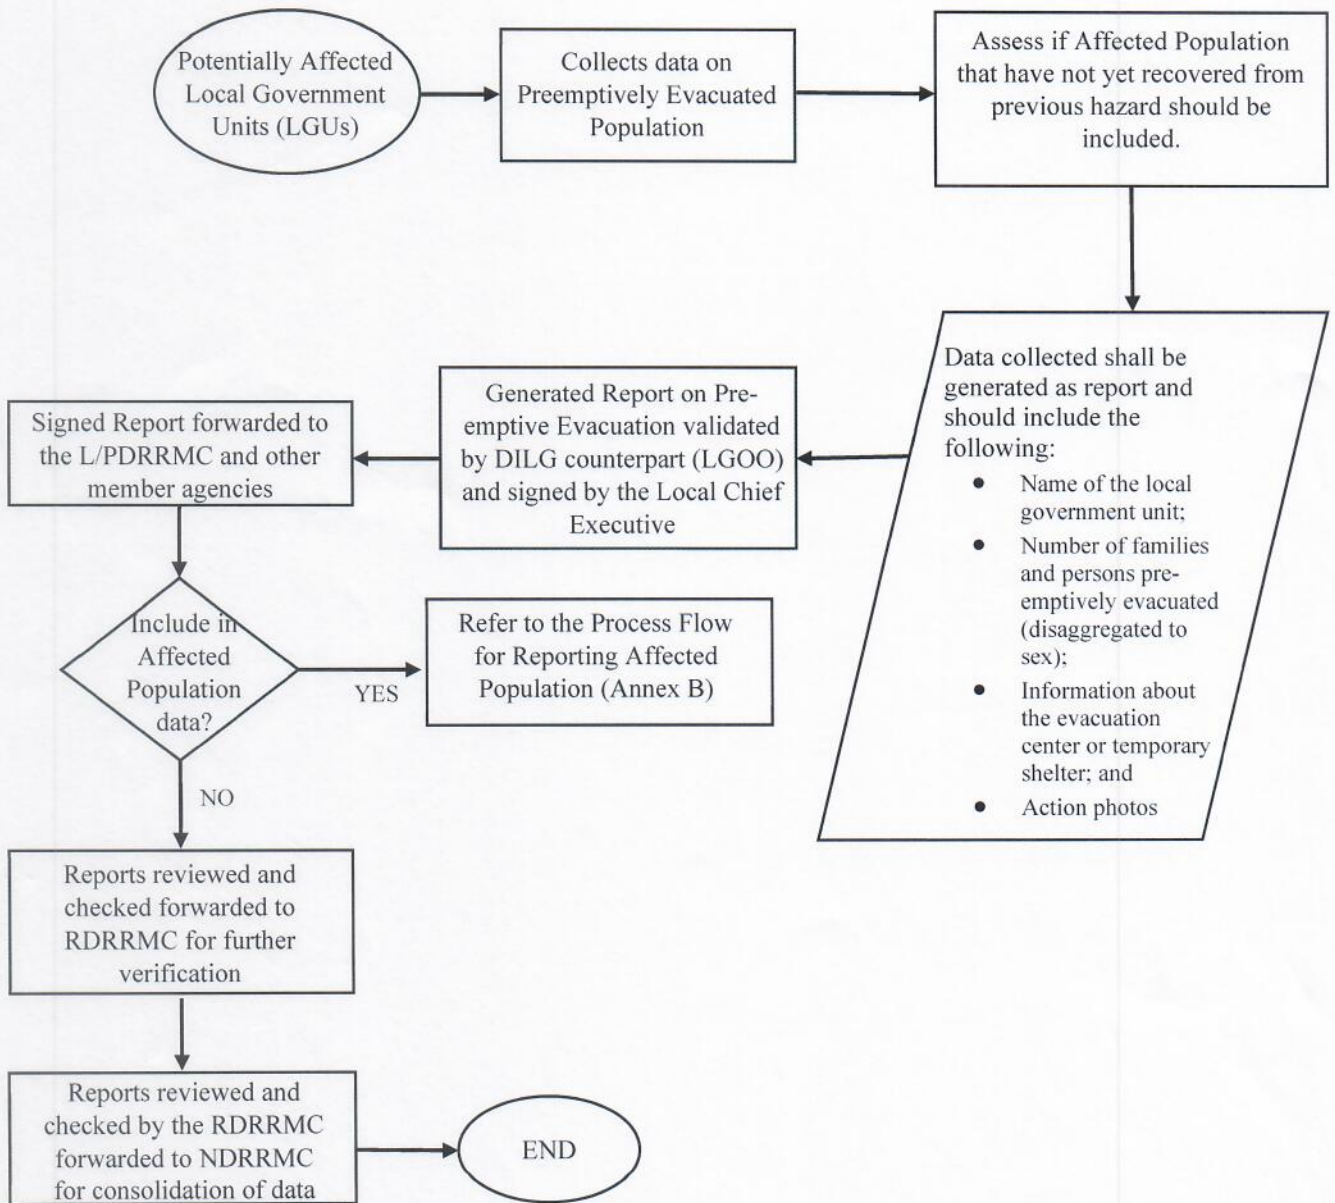 Potentially Affected
Local Government
Units (LGUs)
Collects data on
Preemptively Evacuated
Population
Assess if Affected Population
that have not yet recovered from
previous hazard should be
included.
Data collected shall be
generated as report and
should include the
following:
● Name of the local
government unit;
● Number of families
and persons pre-
emptively evacuated
(disaggregated to
sex);
● Information about
the evacuation
center or temporary
shelter; and
● Action photos
Generated Report on Pre-
emptive Evacuation validated
by DILG counterpart (LGOO)
and signed by the Local Chief
Executive
Signed Report forwarded to
the L/PDRRMC and other
member agencies
Include in
Affected
Population
data?
YES
Refer to the Process Flow
for Reporting Affected
Population (Annex B)
NO
Reports reviewed and
checked forwarded to
RDRRMC for further
verification
Reports reviewed and
checked by the RDRRMC
forwarded to NDRRMC
for consolidation of data
END